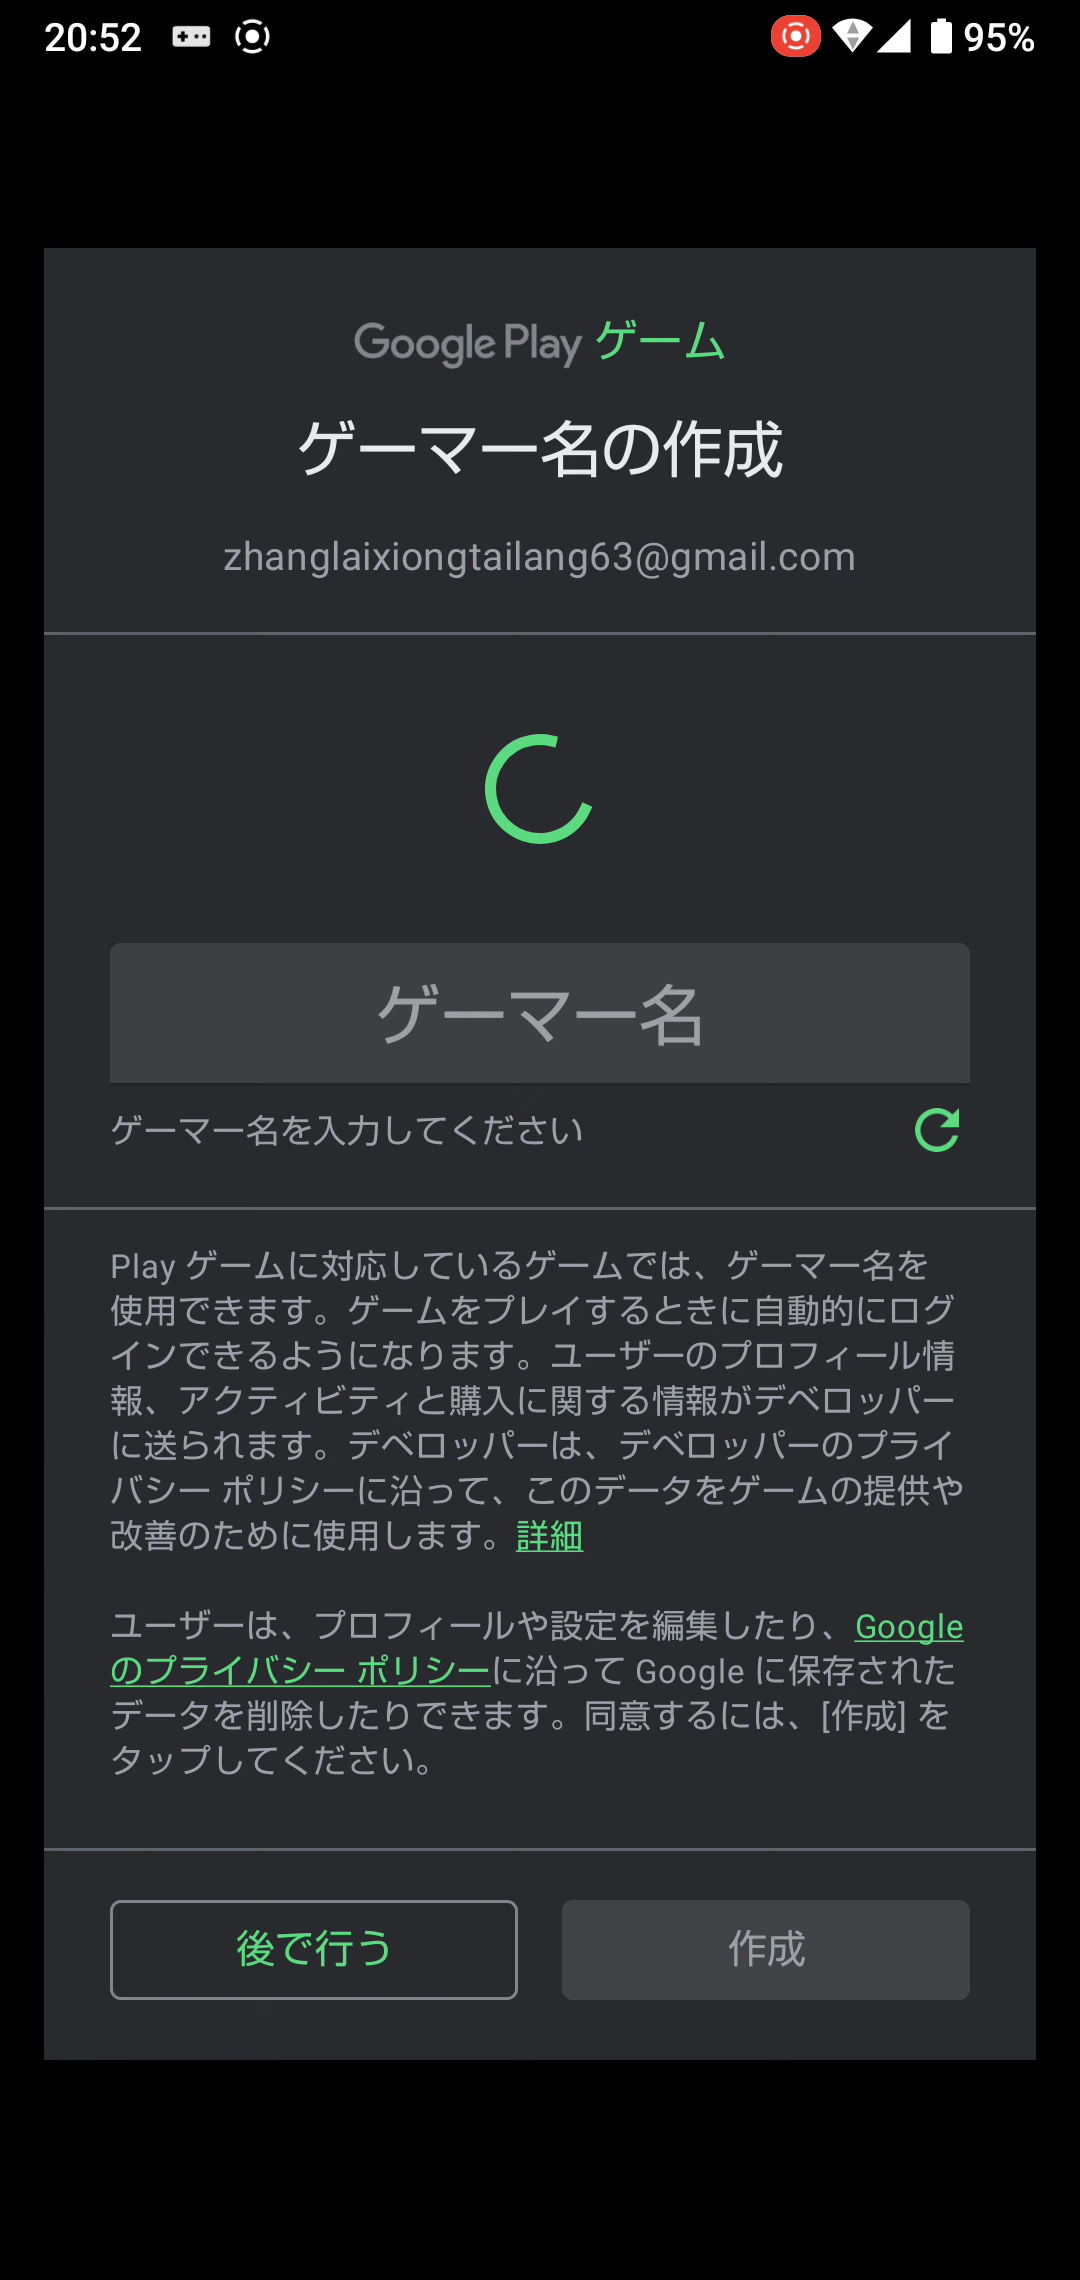 20:52
95%
Google Play ゲーム
ゲーマー名の作成
zhanglaixiongtailang63@gmail.com
ゲーマー名
ゲーマー名を入力してください
Play ゲームに対応しているゲームでは、ゲーマー名を
使用できます。ゲームをプレイするときに自動的にログ
インできるようになります。ユーザーのプロフィール情
報、アクティビティと購入に関する情報がデベロッパー
に送られます。デベロッパーは、デベロッパーのプライ
バシー ポリシーに沿って、このデータをゲームの提供や
改善のために使用します。詳細
ユーザーは、プロフィールや設定を編集したり、Google
のプライバシー ポリシーに沿って Google に保存された
データを削除したりできます。同意するには、[作成] を
タップしてください。
後で行う
作成